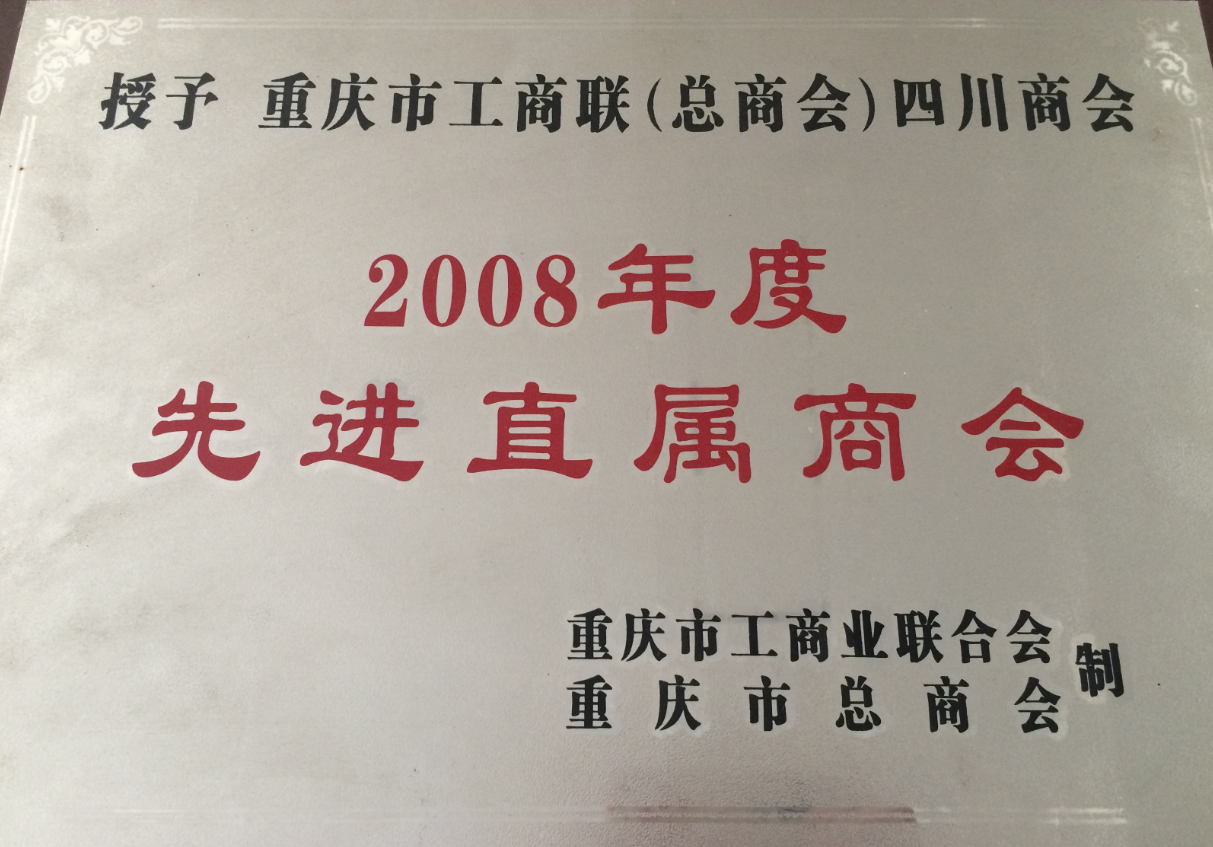 授予 重庆市工商联(总商会)四川商会
2008年度
先进直属商会
重庆市工商业联合会
重庆市总商会
制